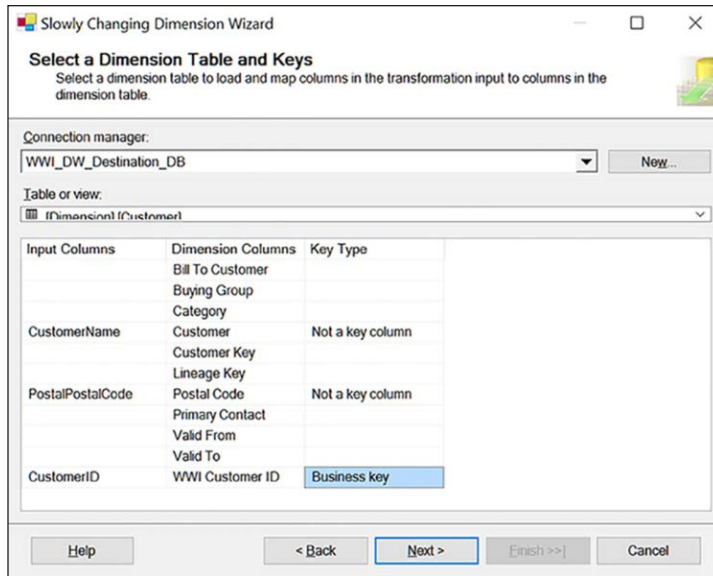 Slowly Changing Dimension Wizard
Select a Dimension Table and Keys
Select a dimension table to load and map columns in the transformation input to columns in the
dimension table.
Connection manager:
WWI_DW_Destination_DB
New...
Table or view:
[Dimension].[Customer]
Input Columns Dimension Columns Key Type
Bill To Customer
Buying Group
Category
CustomerName Customer Not a key column
Customer Key
Lineage Key
PostalPostalCode Postal Code Not a key column
Primary Contact
Valid From
Valid To
CustomerID WWI Customer ID Business key
Help < Back Next > Finish >>| Cancel